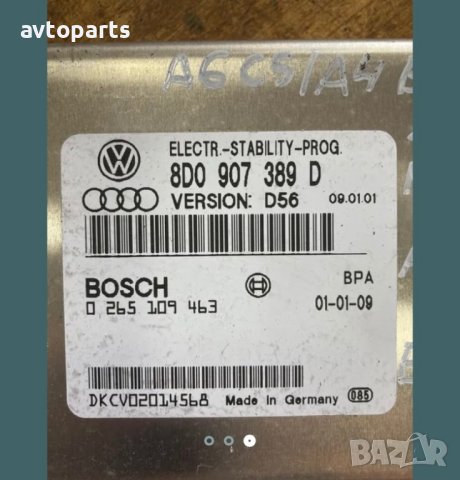 avtoparts
A6 C5/A4
ELECTR.-STABILITY-PROG.
8D0 907 389 D
VERSION: D56 09.01.01
BOSCH BPA
0 265 109 463 01-01-09
DKCV02014568 Made in Germany 085
BAZAR